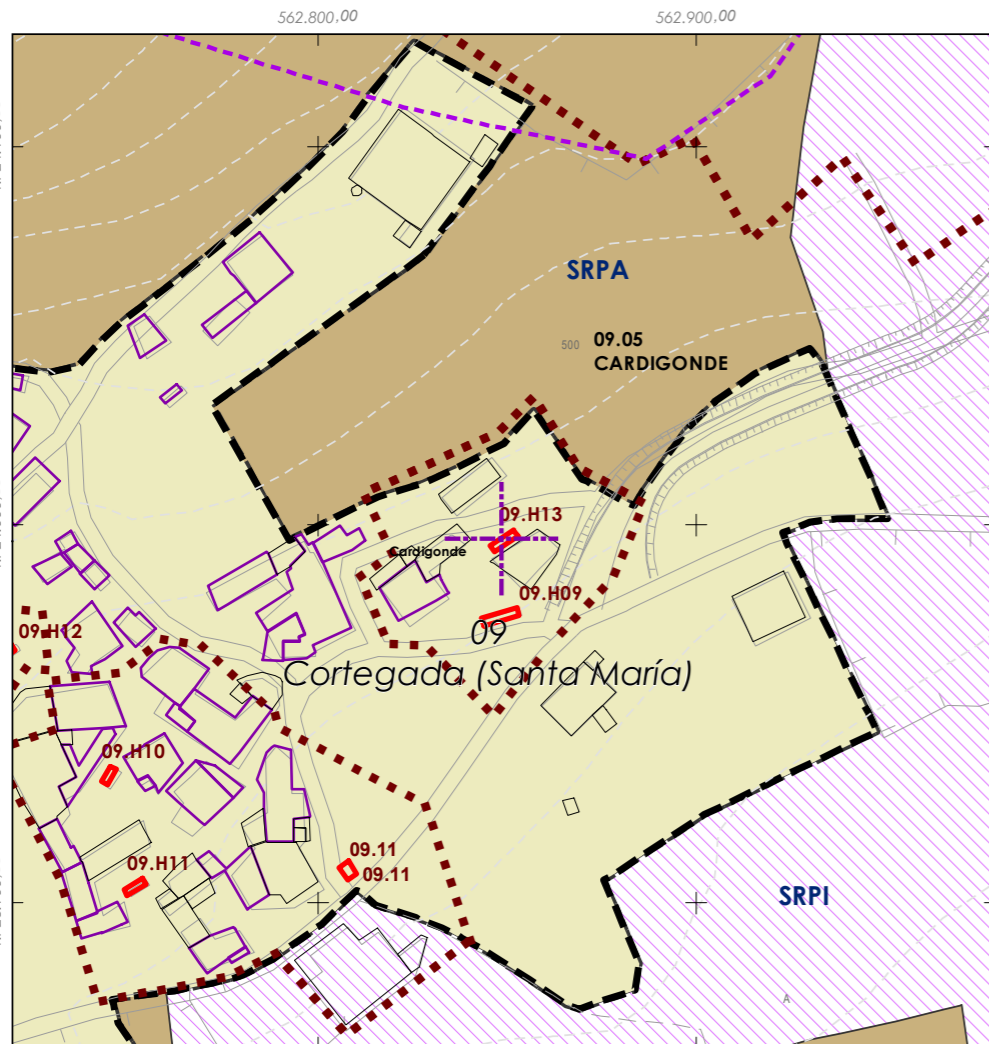 562.800,00
562.900,00
SRPA
500
09.05
CARDIGONDE
09.H13
Cardigonde
09.H09
09.H12
09
Cortegada (Santa María)
09.H10
09.11
09.H11
09.11
SRPI
A